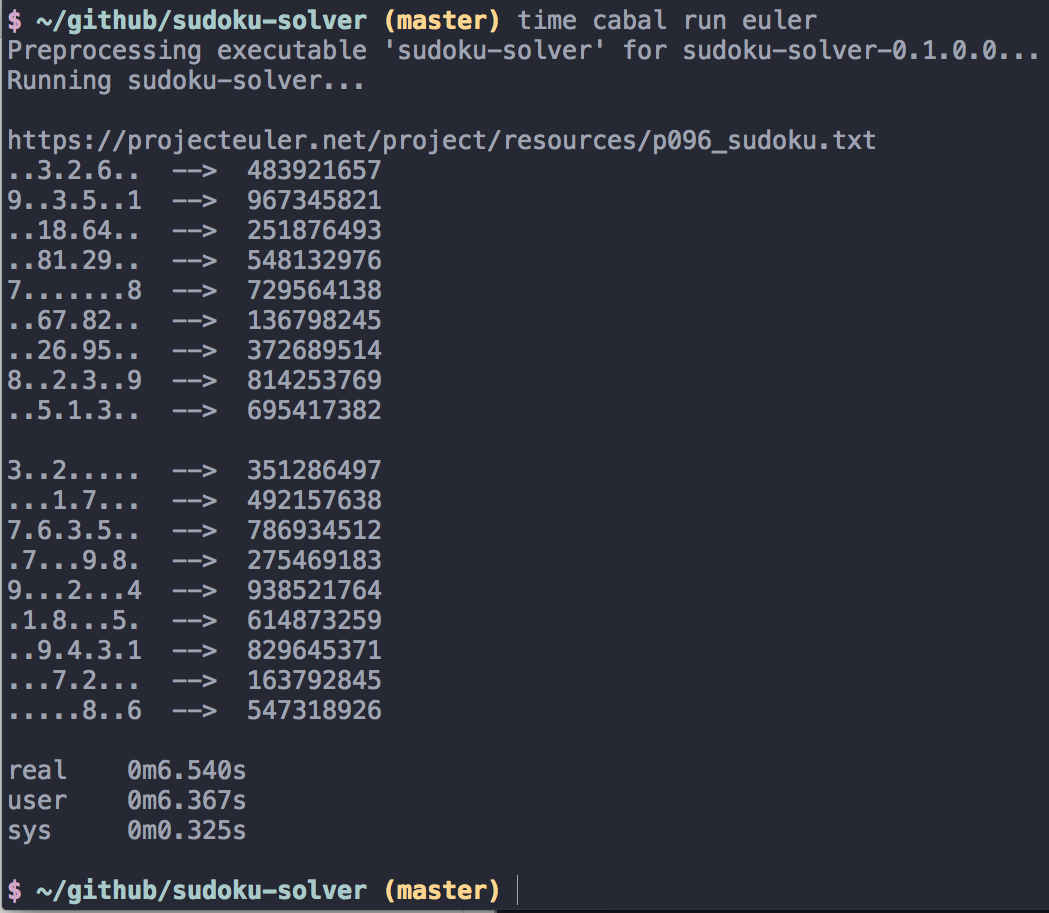 $ ~/github/sudoku-solver (master) time cabal run euler
Preprocessing executable 'sudoku-solver' for sudoku-solver-0.1.0.0...
Running sudoku-solver...
https://projecteuler.net/project/resources/p096_sudoku.txt
..3.2.6..  -->  483921657
9..3.5..1  -->  967345821
..18.64..  -->  251876493
..81.29..  -->  548132976
7.......8  -->  729564138
..67.82..  -->  136798245
..26.95..  -->  372689514
8..2.3..9  -->  814253769
..5.1.3..  -->  695417382
3..2.....  -->  351286497
...1.7...  -->  492157638
7.6.3.5..  -->  786934512
.7...9.8.  -->  275469183
9...2...4  -->  938521764
.1.8...5.  -->  614873259
..9.4.3.1  -->  829645371
...7.2...  -->  163792845
.....8..6  -->  547318926
real    0m6.540s
user    0m6.367s
sys     0m0.325s
$ ~/github/sudoku-solver (master)